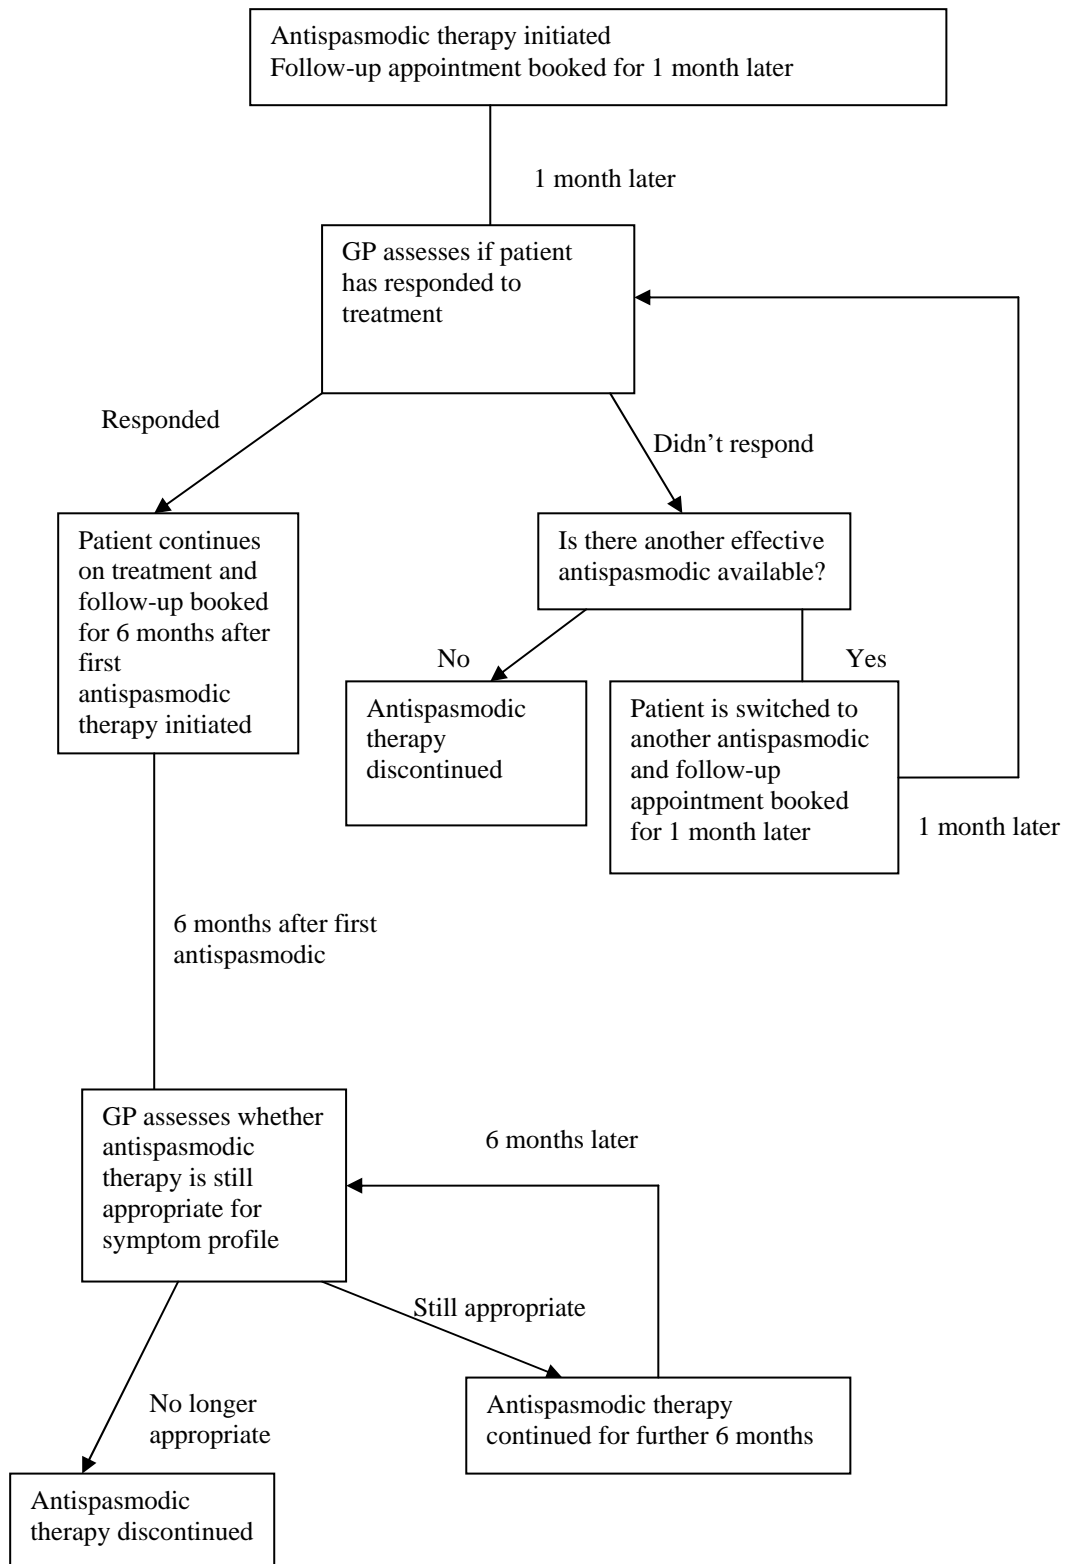 Antispasmodic therapy initiated
Follow-up appointment booked for 1 month later
1 month later
GP assesses if patient
has responded to
treatment
Responded
Didn’t respond
Patient continues
on treatment and
follow-up booked
for 6 months after
first
antispasmodic
therapy initiated
Is there another effective
antispasmodic available?
No
Yes
Antispasmodic
therapy
discontinued
Patient is switched to
another antispasmodic
and follow-up
appointment booked
for 1 month later
1 month later
6 months after first
antispasmodic
GP assesses whether
antispasmodic
therapy is still
appropriate for
symptom profile
6 months later
Still appropriate
No longer
appropriate
Antispasmodic therapy
continued for further 6 months
Antispasmodic
therapy discontinued